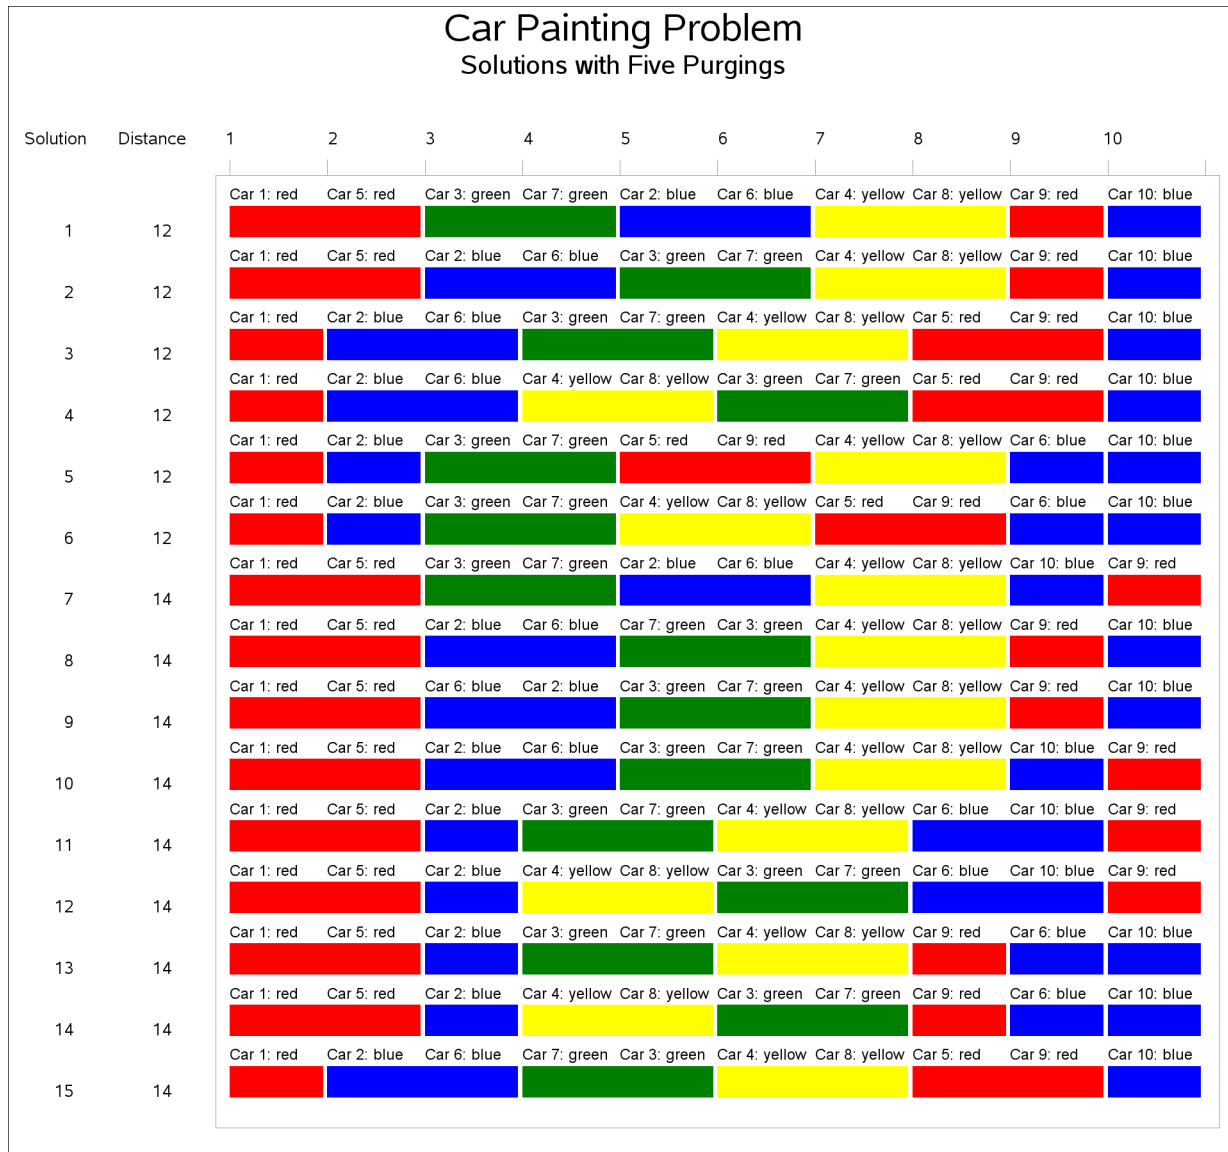 Car Painting Problem
Solutions with Five Purgings
Solution Distance 1 2 3 4 5 6 7 8 9 10
Car 1: red Car 5: red Car 3: green Car 7: green Car 2: blue Car 6: blue Car 4: yellow Car 8: yellow Car 9: red Car 10: blue
1 12
Car 1: red Car 5: red Car 2: blue Car 6: blue Car 3: green Car 7: green Car 4: yellow Car 8: yellow Car 9: red Car 10: blue
2 12
Car 1: red Car 2: blue Car 6: blue Car 3: green Car 7: green Car 4: yellow Car 8: yellow Car 5: red Car 9: red Car 10: blue
3 12
Car 1: red Car 2: blue Car 6: blue Car 4: yellow Car 8: yellow Car 3: green Car 7: green Car 5: red Car 9: red Car 10: blue
4 12
Car 1: red Car 2: blue Car 3: green Car 7: green Car 5: red Car 9: red Car 4: yellow Car 8: yellow Car 6: blue Car 10: blue
5 12
Car 1: red Car 2: blue Car 3: green Car 7: green Car 4: yellow Car 8: yellow Car 5: red Car 9: red Car 6: blue Car 10: blue
6 12
Car 1: red Car 5: red Car 3: green Car 7: green Car 2: blue Car 6: blue Car 4: yellow Car 8: yellow Car 10: blue Car 9: red
7 14
Car 1: red Car 5: red Car 2: blue Car 6: blue Car 7: green Car 3: green Car 4: yellow Car 8: yellow Car 9: red Car 10: blue
8 14
Car 1: red Car 5: red Car 6: blue Car 2: blue Car 3: green Car 7: green Car 4: yellow Car 8: yellow Car 9: red Car 10: blue
9 14
Car 1: red Car 5: red Car 2: blue Car 6: blue Car 3: green Car 7: green Car 4: yellow Car 8: yellow Car 10: blue Car 9: red
10 14
Car 1: red Car 5: red Car 2: blue Car 3: green Car 7: green Car 4: yellow Car 8: yellow Car 6: blue Car 10: blue Car 9: red
11 14
Car 1: red Car 5: red Car 2: blue Car 4: yellow Car 8: yellow Car 3: green Car 7: green Car 6: blue Car 10: blue Car 9: red
12 14
Car 1: red Car 5: red Car 2: blue Car 3: green Car 7: green Car 4: yellow Car 8: yellow Car 9: red Car 6: blue Car 10: blue
13 14
Car 1: red Car 5: red Car 2: blue Car 4: yellow Car 8: yellow Car 3: green Car 7: green Car 9: red Car 6: blue Car 10: blue
14 14
Car 1: red Car 2: blue Car 6: blue Car 7: green Car 3: green Car 4: yellow Car 8: yellow Car 5: red Car 9: red Car 10: blue
15 14